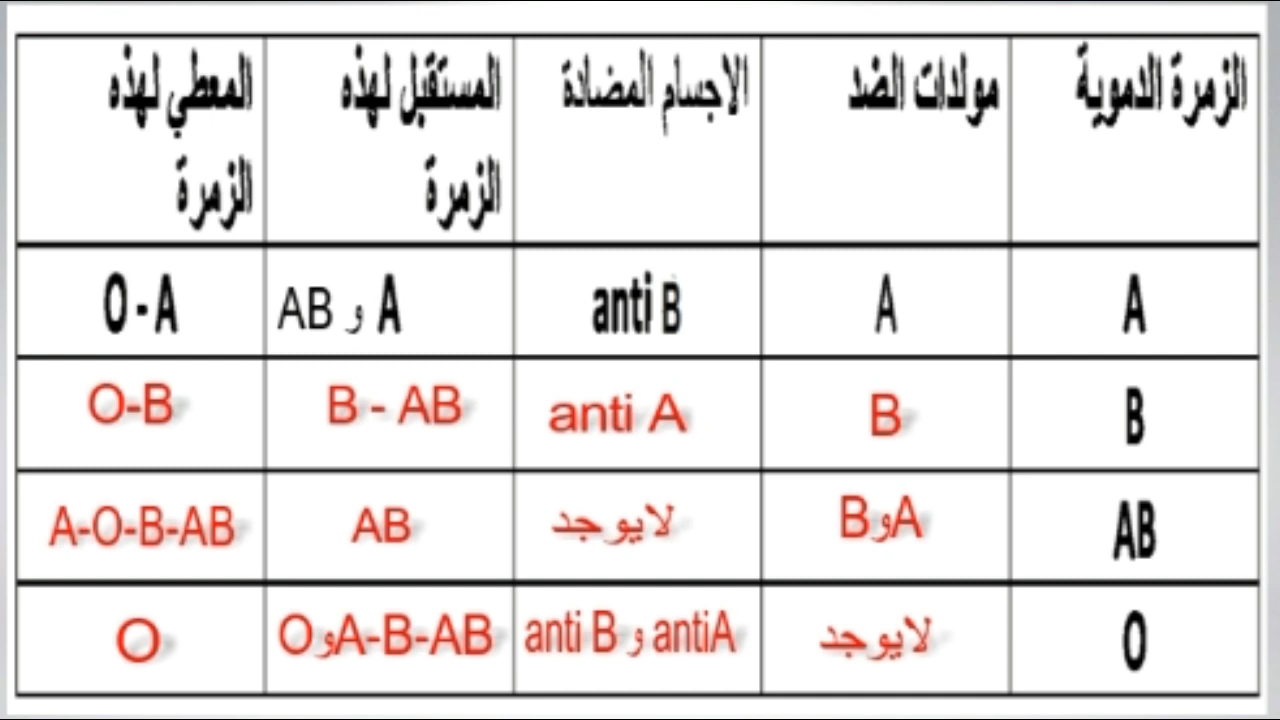 الزمرة الدموية
مولدات الضد
الاجسام المضادة
المستقبل لهذه
الزمرة
المعطي لهذه
الزمرة
A
A
anti B
A و AB
O - A
B
B
anti A
B - AB
O-B
AB
AوB
لايوجد
AB
A-O-B-AB
O
لايوجد
antiA و anti B
OوA-B-AB
O